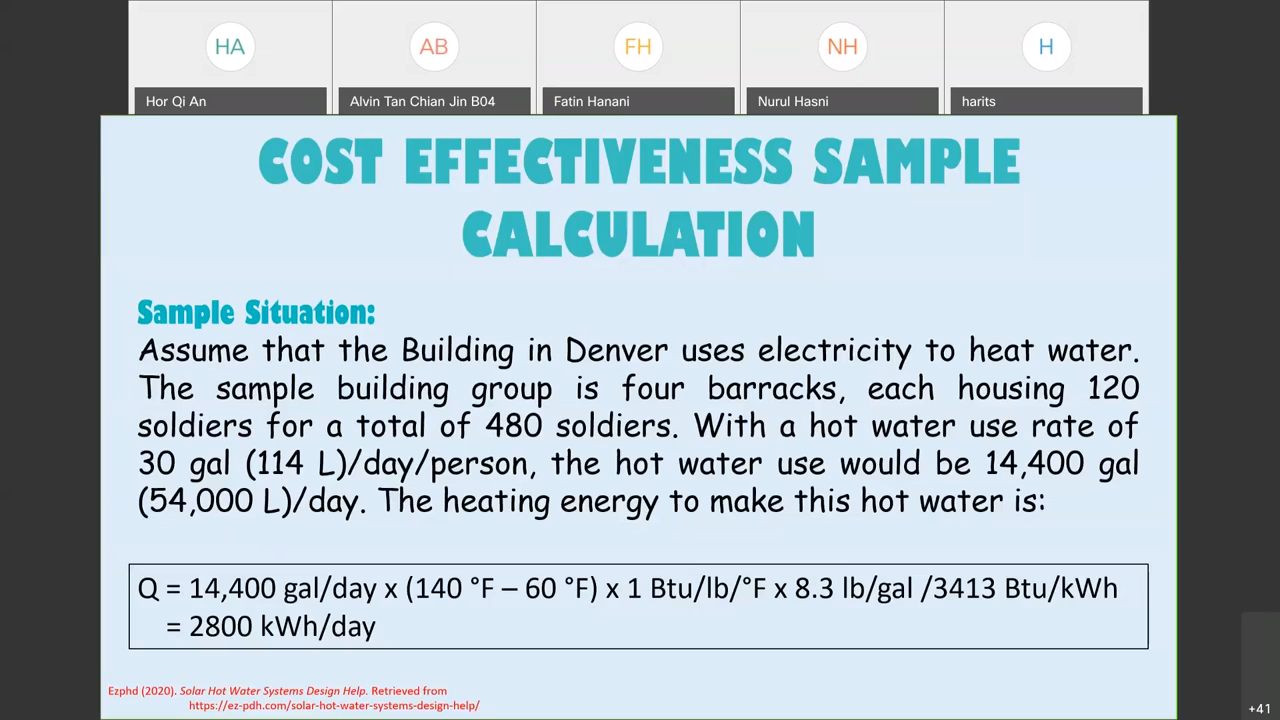 HA
AB
FH
NH
H
Hor Qi An
Alvin Tan Chian Jin B04
Fatin Hanani
Nurul Hasni
harits
COST EFFECTIVENESS SAMPLE
CALCULATION
Sample Situation:
Assume that the Building in Denver uses electricity to heat water.
The sample building group is four barracks, each housing 120
soldiers for a total of 480 soldiers. With a hot water use rate of
30 gal (114 L)/day/person, the hot water use would be 14,400 gal
(54,000 L)/day. The heating energy to make this hot water is:
Q = 14,400 gal/day x (140 °F – 60 °F) x 1 Btu/lb/°F x 8.3 lb/gal /3413 Btu/kWh
= 2800 kWh/day
Ezphd (2020). Solar Hot Water Systems Design Help. Retrieved from
https://ez-pdh.com/solar-hot-water-systems-design-help/
+41